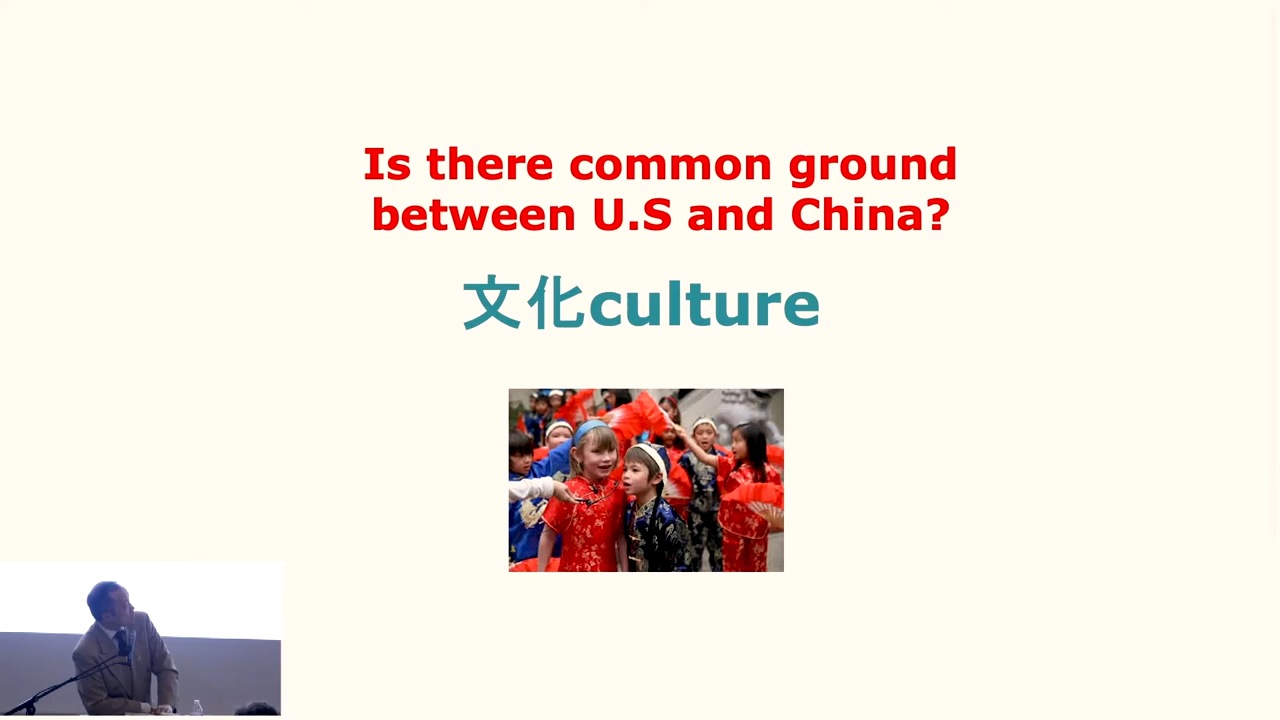 Is there common ground
between U.S and China?
文化culture